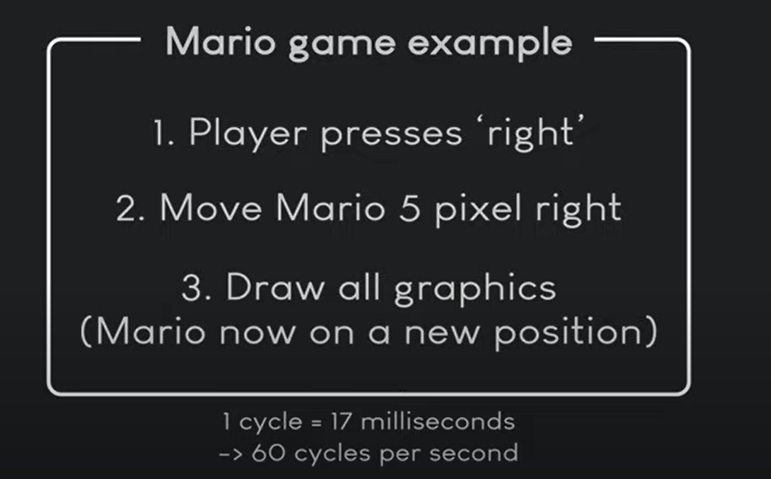 Mario game example
1. Player presses ‘right’
2. Move Mario 5 pixel right
3. Draw all graphics
(Mario now on a new position)
1 cycle = 17 milliseconds
-> 60 cycles per second